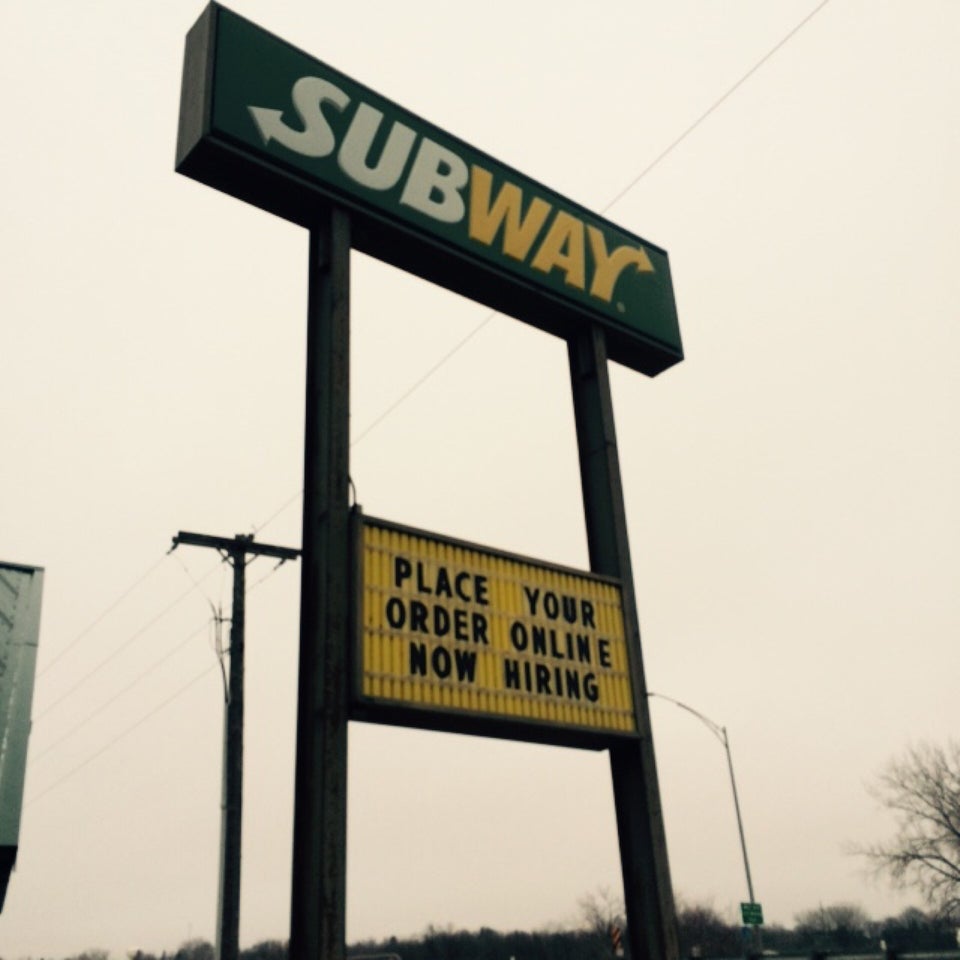 SUBWAY
PLACE YOUR
ORDER ONLINE
NOW HIRING